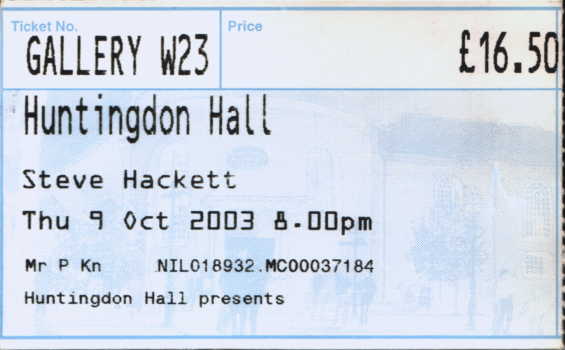 Ticket No. Price
GALLERY W23 £16.50
Huntingdon Hall
Steve Hackett
Thu 9 Oct 2003 8.00pm
Mr P Kn NIL018932.MC00037184
Huntingdon Hall presents